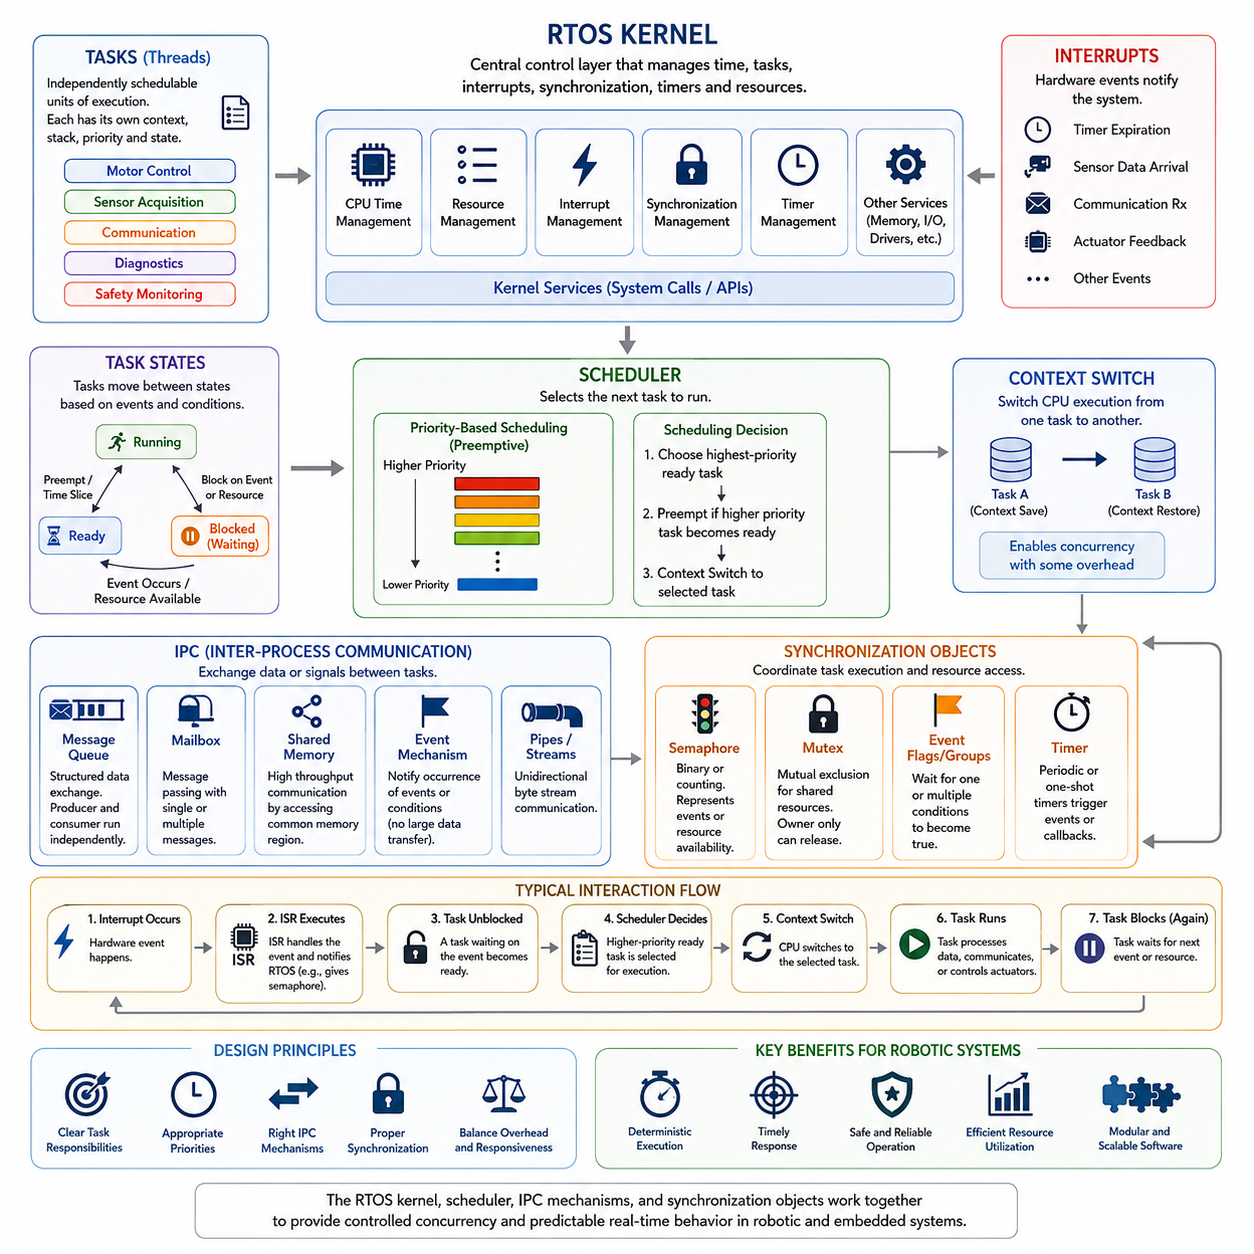 RTOS KERNEL
Central control layer that manages time, tasks,
interrupts, synchronization, timers and resources.
TASKS (Threads)
Independently schedulable
units of execution.
Each has its own context,
stack, priority and state.
Motor Control
Sensor Acquisition
Communication
Diagnostics
Safety Monitoring
CPU Time
Management
Resource
Management
Interrupt
Management
Synchronization
Management
Timer
Management
Other Services
(Memory, I/O,
Drivers, etc.)
Kernel Services (System Calls / APIs)
INTERRUPTS
Hardware events notify
the system.
Timer Expiration
Sensor Data Arrival
Communication Rx
Actuator Feedback
Other Events
TASK STATES
Tasks move between states
based on events and conditions.
Running
Preempt /
Time Slice
Block on Event
or Resource
Ready
Blocked
(Waiting)
Event Occurs /
Resource Available
SCHEDULER
Selects the next task to run.
Priority-Based Scheduling
(Preemptive)
Higher Priority
Lower Priority
Scheduling Decision
1. Choose highest-priority
ready task
2. Preempt if higher priority
task becomes ready
3. Context Switch to
selected task
CONTEXT SWITCH
Switch CPU execution from
one task to another.
Task A
(Context Save)
Task B
(Context Restore)
Enables concurrency
with some overhead
IPC (INTER-PROCESS COMMUNICATION)
Exchange data or signals between tasks.
Message
Queue
Structured data
exchange.
Producer and
consumer run
independently.
Mailbox
Message
passing with
single or
multiple
messages.
Shared
Memory
High throughput
communication
by accessing
common memory
region.
Event
Mechanism
Notify occurrence
of events or
conditions
(no large data
transfer).
Pipes /
Streams
Unidirectional
byte stream
communication.
SYNCHRONIZATION OBJECTS
Coordinate task execution and resource access.
Semaphore
Binary or
counting.
Represents
events or
resource
availability.
Mutex
Mutual exclusion
for shared
resources.
Owner only
can release.
Event
Flags/Groups
Wait for one
or multiple
conditions
to become
true.
Timer
Periodic or
one-shot
timers trigger
events or
callbacks.
TYPICAL INTERACTION FLOW
1. Interrupt Occurs
Hardware event
happens.
2. ISR Executes
ISR
ISR handles the
event and notifies
RTOS (e.g., gives
semaphore).
3. Task Unblocked
A task waiting on
the event becomes
ready.
4. Scheduler Decides
Higher-priority ready
task is selected
for execution.
5. Context Switch
CPU switches to
the selected task.
6. Task Runs
Task processes
data, communicates,
or controls actuators.
7. Task Blocks (Again)
Task waits for next
event or resource.
DESIGN PRINCIPLES
Clear Task
Responsibilities
Appropriate
Priorities
Right IPC
Mechanisms
Proper
Synchronization
Balance Overhead
and Responsiveness
KEY BENEFITS FOR ROBOTIC SYSTEMS
Deterministic
Execution
Timely
Response
Safe and Reliable
Operation
Efficient Resource
Utilization
Modular and
Scalable Software
The RTOS kernel, scheduler, IPC mechanisms, and synchronization objects work together
to provide controlled concurrency and predictable real-time behavior in robotic and embedded systems.